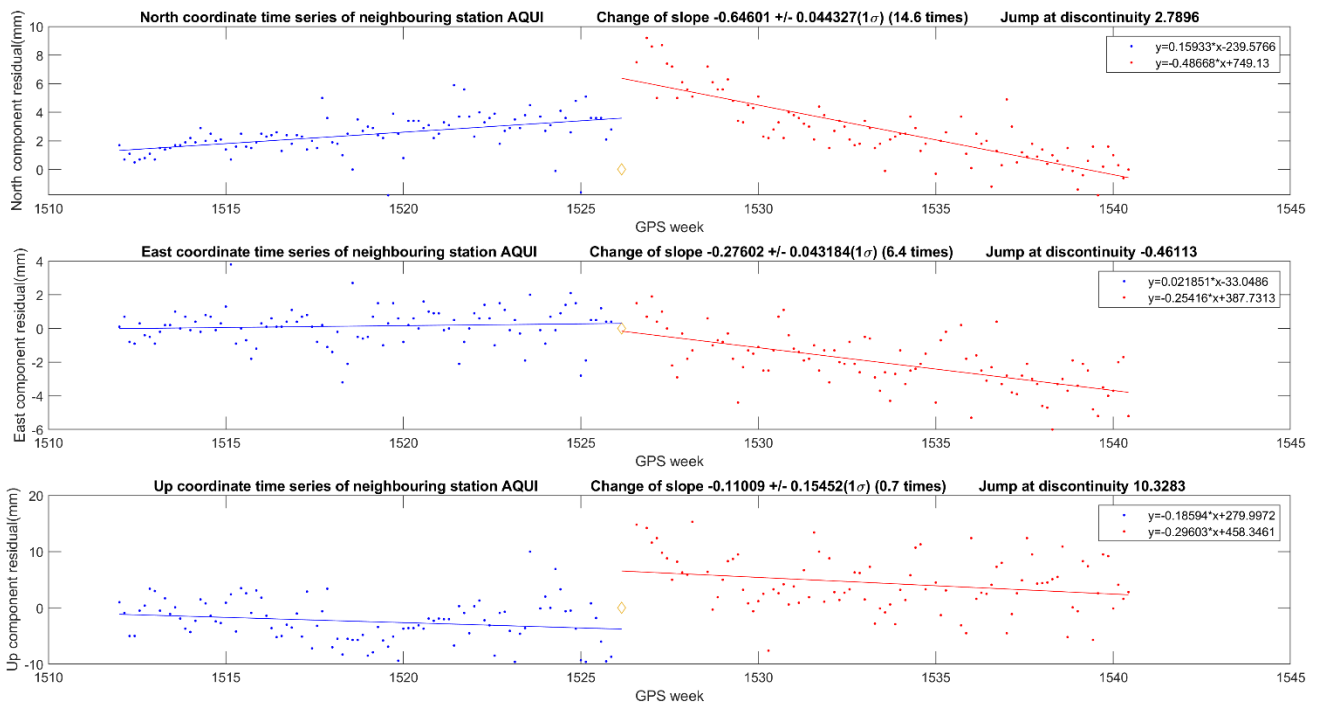 North coordinate time series of neighbouring station AQUI Change of slope -0.64601 +/- 0.044327(1σ) (14.6 times) Jump at discontinuity 2.7896
North component residual(mm)
10
8
6
4
2
0
y=0.15933*x-239.5766
y=-0.48668*x+749.13
1510 1515 1520 1525 1530 1535 1540 1545
GPS week
East coordinate time series of neighbouring station AQUI Change of slope -0.27602 +/- 0.043184(1σ) (6.4 times) Jump at discontinuity -0.46113
East component residual(mm)
4
2
0
-2
-4
-6
y=0.021851*x-33.0486
y=-0.25416*x+387.7313
1510 1515 1520 1525 1530 1535 1540 1545
GPS week
Up coordinate time series of neighbouring station AQUI Change of slope -0.11009 +/- 0.15452(1σ) (0.7 times) Jump at discontinuity 10.3283
Up component residual(mm)
20
10
0
-10
y=-0.18594*x+279.9972
y=-0.29603*x+458.3461
1510 1515 1520 1525 1530 1535 1540 1545
GPS week